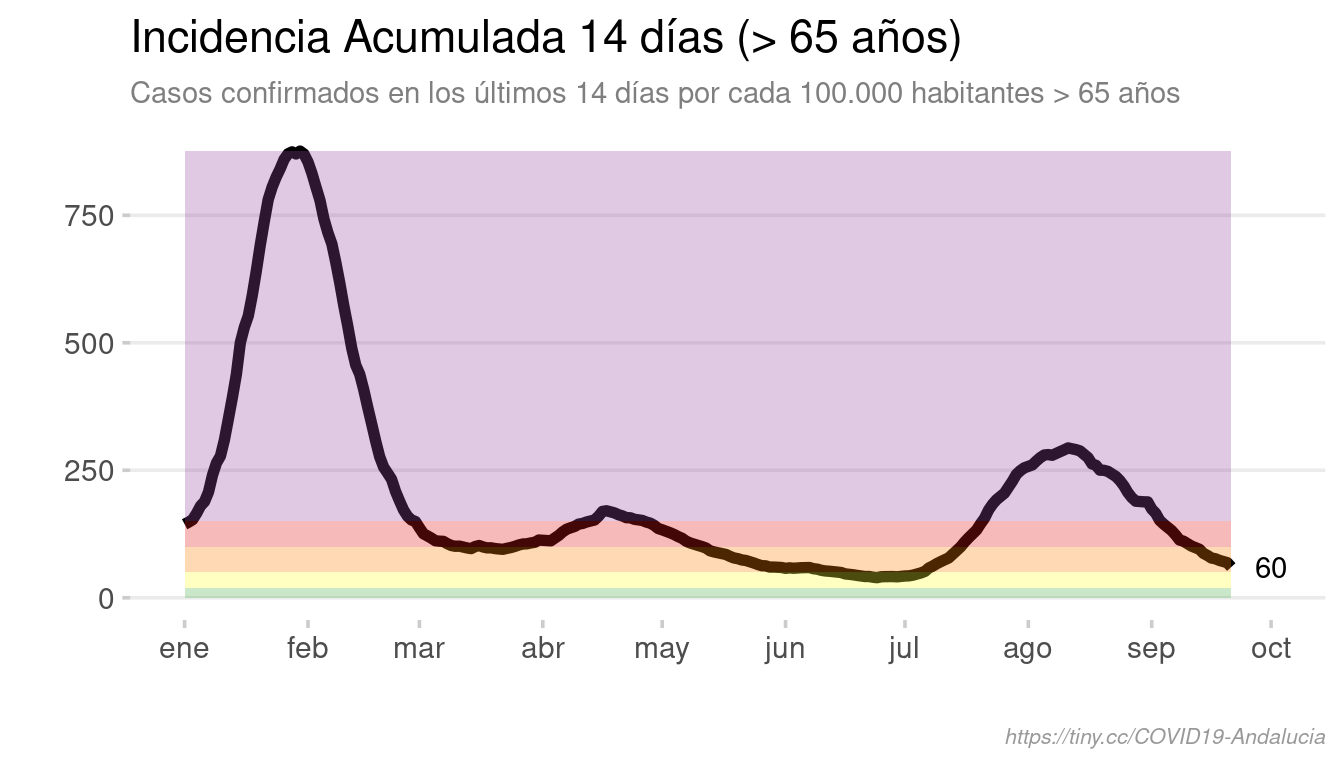 Incidencia Acumulada 14 días (> 65 años)
Casos confirmados en los últimos 14 días por cada 100.000 habitantes > 65 años
750
500
250
0
60
ene feb mar abr may jun jul ago sep oct
https://tiny.cc/COVID19-Andalucia